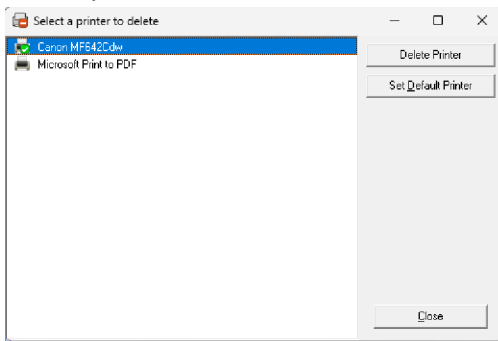 Select a printer to delete
Canon MF642Cdw
Microsoft Print to PDF
Delete Printer
Set Default Printer
Close